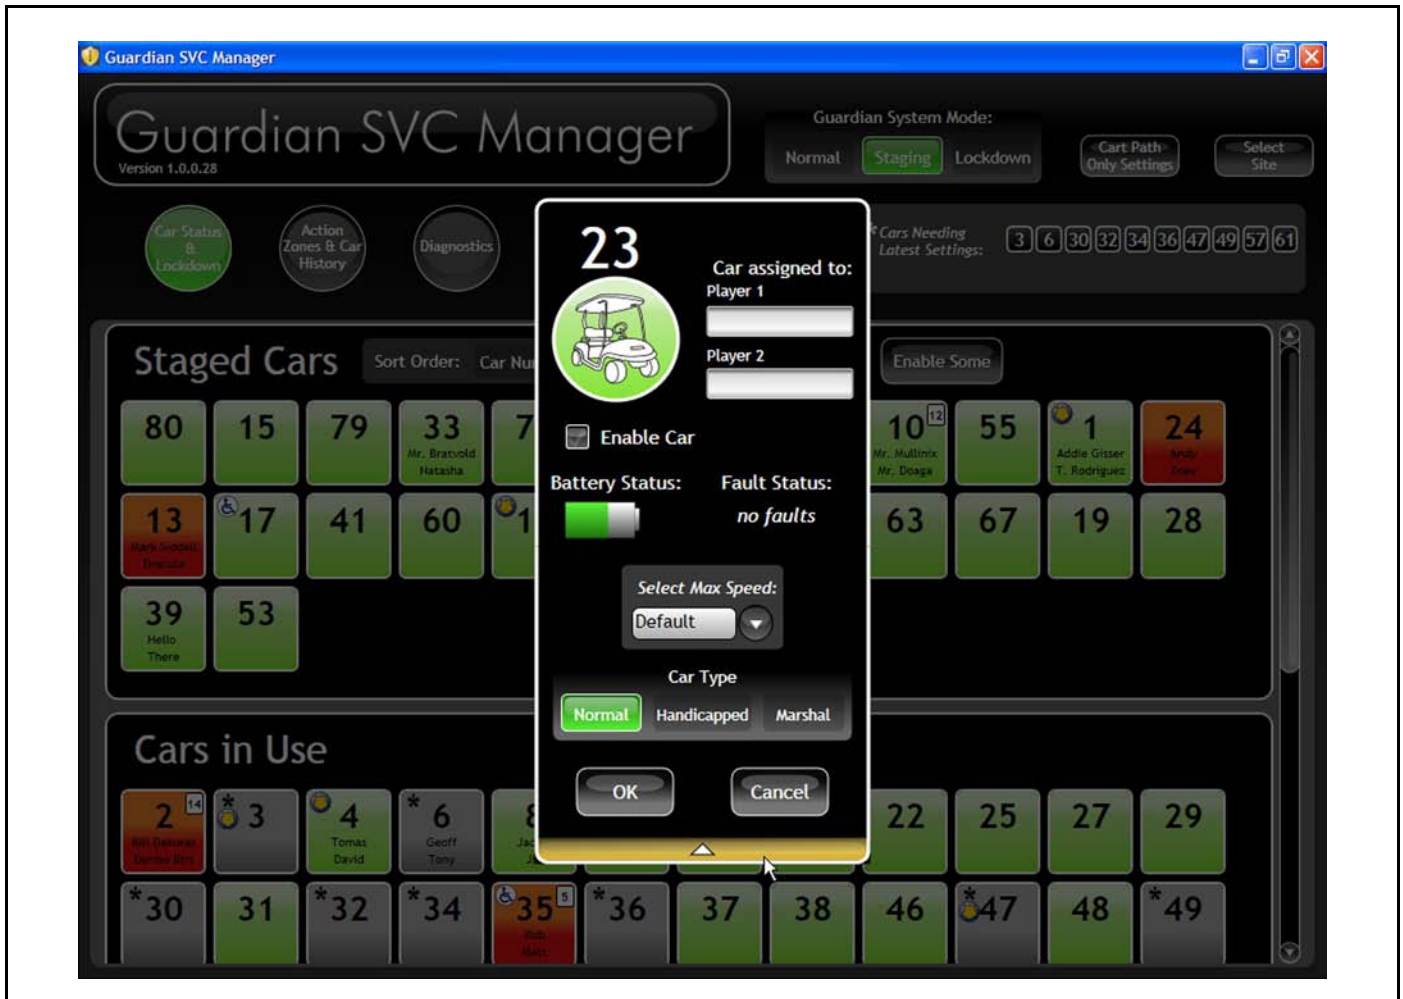 Guardian SVC Manager
Guardian SVC Manager
Version 1.0.0.28
Guardian System Mode:
Normal Staging Lockdown
Cart Path
Only Settings
Select
Site
Car Status
&
Lockdown
Action
Zones & Car
History
Diagnostics
* Cars Needing
Latest Settings:
3 6 30 32 34 36 47 49 57 61
23
Car assigned to:
Player 1
Player 2
Enable Car
Battery Status:
Fault Status:
no faults
Select Max Speed:
Default
Car Type
Normal Handicapped Marshal
OK Cancel
Staged Cars
Sort Order: Car Nu
Enable Some
80 15 79 33 7 10 12 55 1 24
Mr. Bratvold
Natasha
Mr. Mullinix
Mr. Doaga
Addie Gisser
T. Rodriguez
Andy
13 17 41 60 1 63 67 19 28
Dracula
39 53
Hello
There
Cars in Use
2 14 * 3 4 * 6 8 22 25 27 29
Tomas
David
Geoff
Tony
*30 31 *32 *34 35 5 *36 37 38 46 *47 48 *49